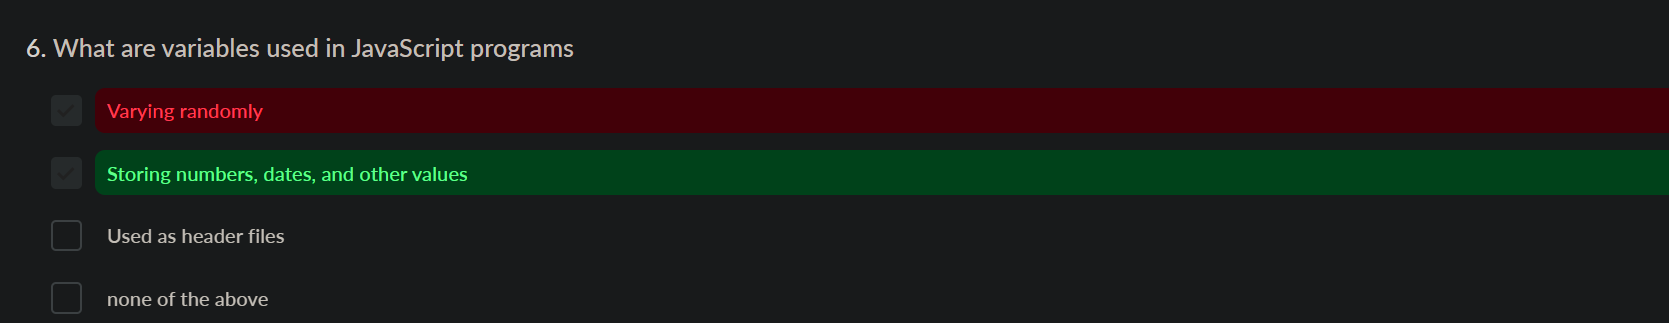 6. What are variables used in JavaScript programs
Varying randomly
Storing numbers, dates, and other values
Used as header files
none of the above